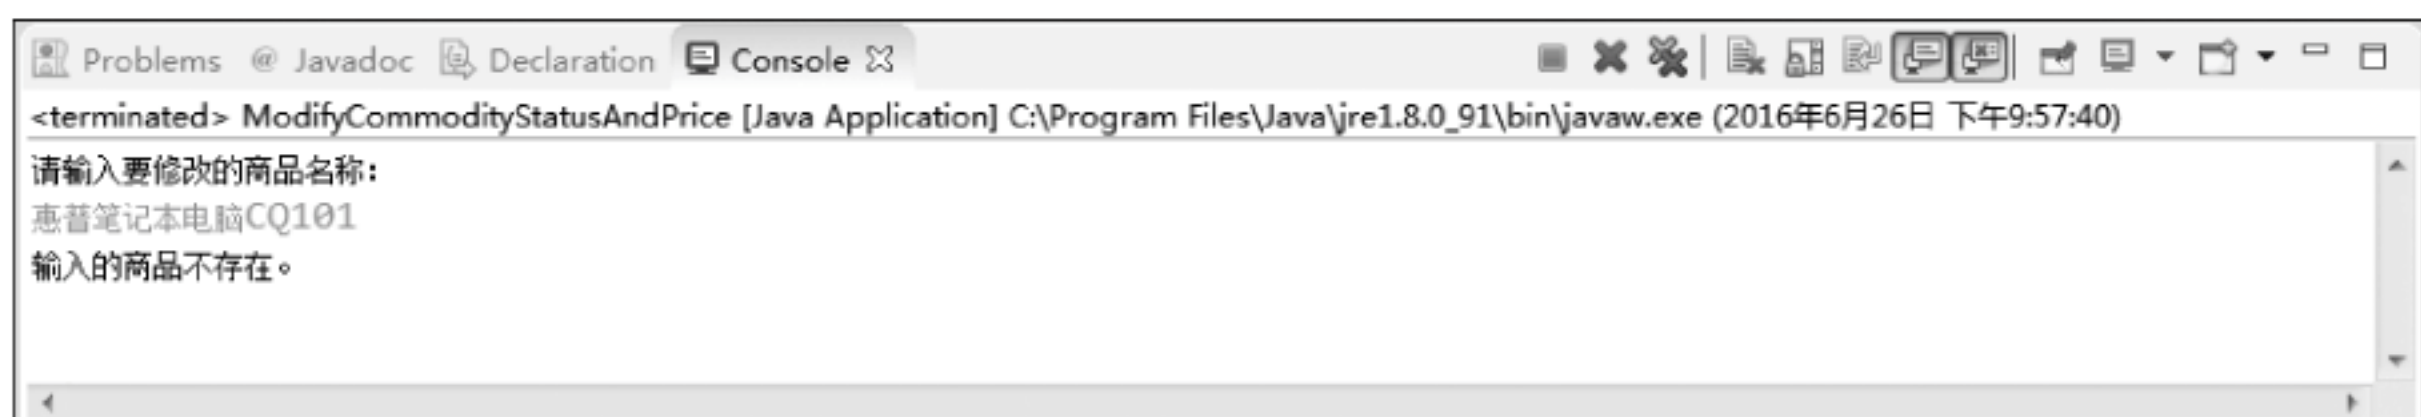 Problems @ Javadoc Declaration Console
<terminated> ModifyCommodityStatusAndPrice [Java Application] C:\Program Files\Java\jre1.8.0_91\bin\javaw.exe (2016年6月26日 下午9:57:40)
请输入要修改的商品名称：
惠普笔记本电脑CQ101
输入的商品不存在。